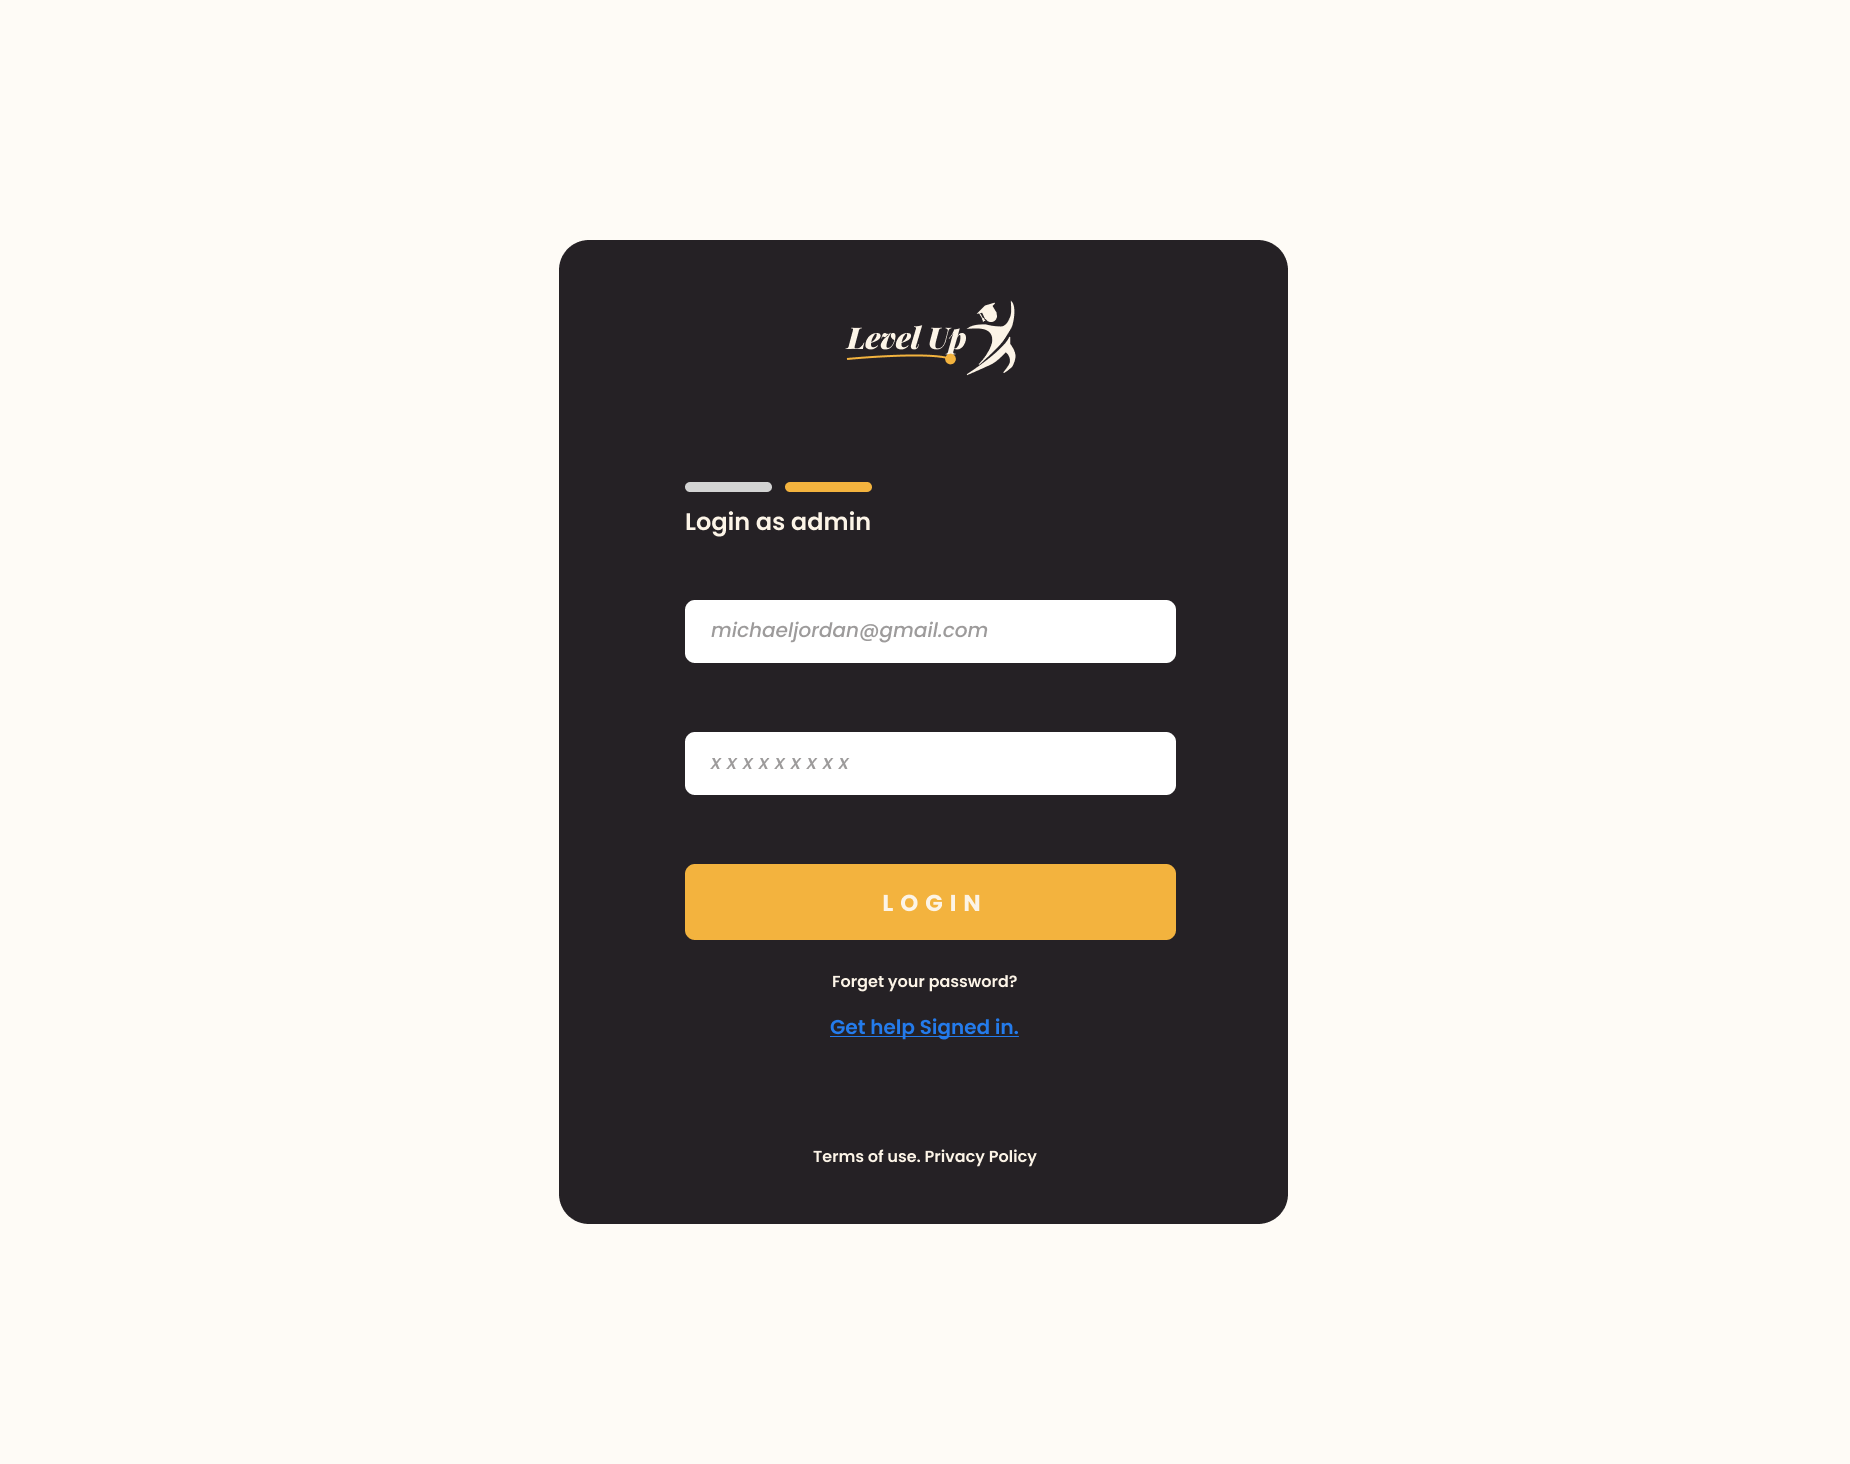 Level Up
Login as admin
michaeljordan@gmail.com
x x x x x x x x x
LOGIN
Forget your password?
Get help Signed in.
Terms of use. Privacy Policy